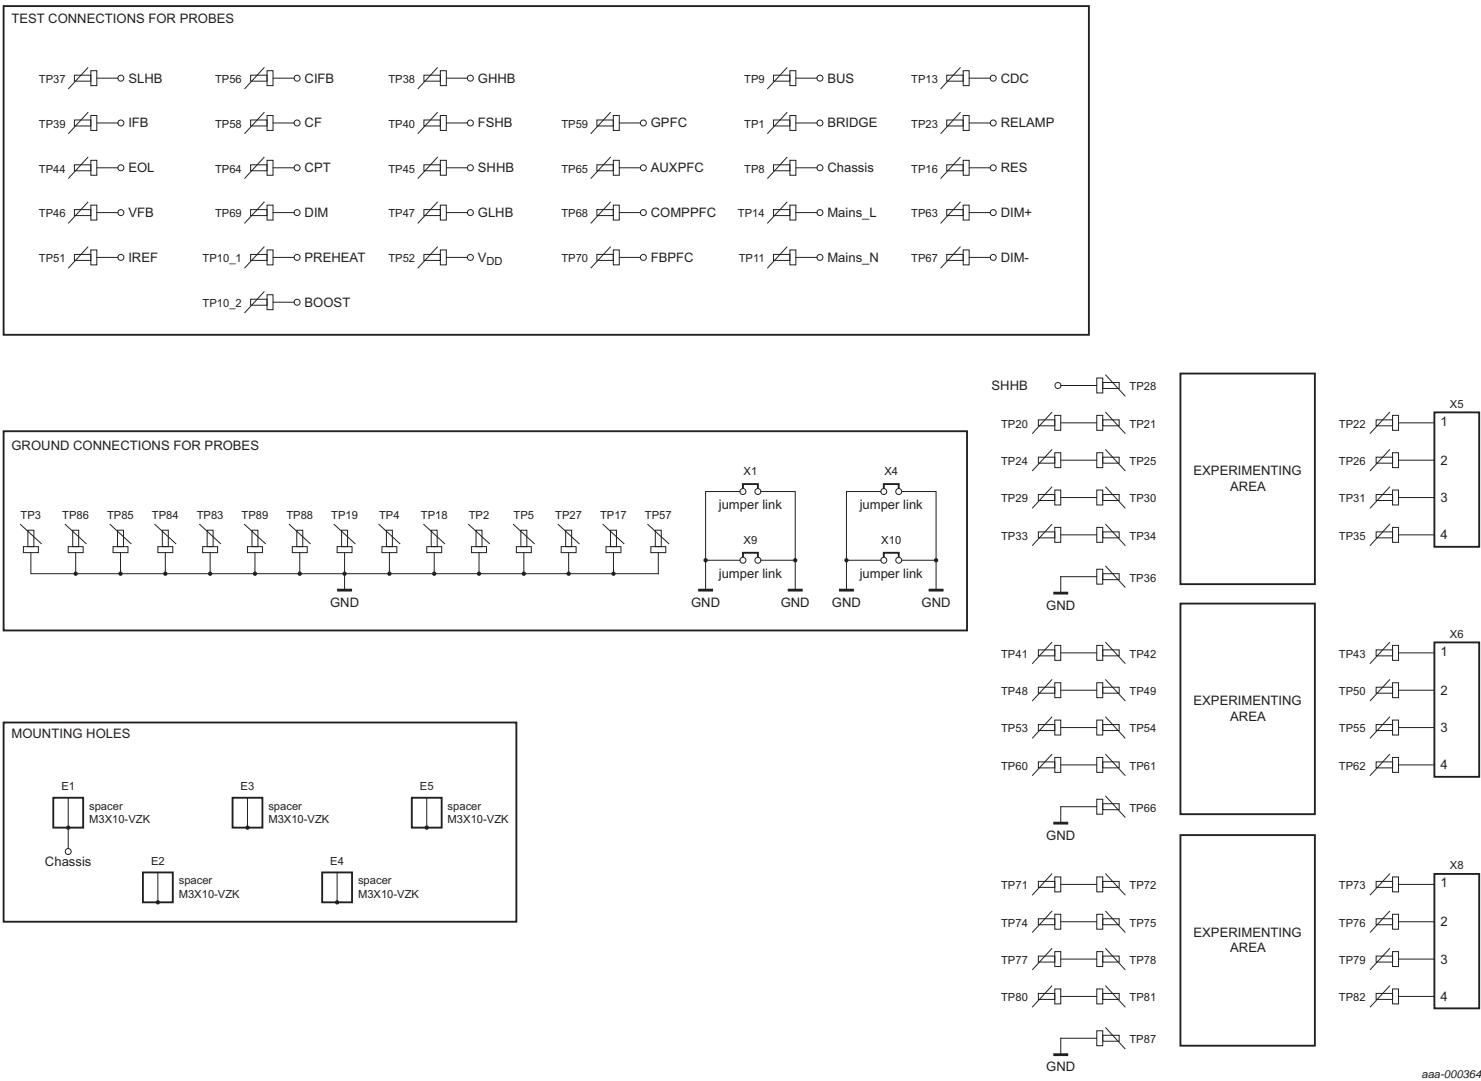 TEST CONNECTIONS FOR PROBES
TP37 SLHB TP56 CIFB TP38 GHHB TP9 BUS TP13 CDC
TP39 IFB TP58 CF TP40 FSHB TP59 GPFC TP1 BRIDGE TP23 RELAMP
TP44 EOL TP64 CPT TP45 SHHB TP65 AUXPFC TP8 Chassis TP16 RES
TP46 VFB TP69 DIM TP47 GLHB TP68 COMPPFC TP14 Mains_L TP63 DIM+
TP51 IREF TP10_1 PREHEAT TP52 VDD TP70 FBPFC TP11 Mains_N TP67 DIM-
TP10_2 BOOST
GROUND CONNECTIONS FOR PROBES
X1 X4
jumper link jumper link
TP3 TP86 TP85 TP84 TP83 TP89 TP88 TP19 TP4 TP18 TP2 TP5 TP27 TP17 TP57
X9 X10
jumper link jumper link
GND GND GND GND GND
MOUNTING HOLES
E1 E3 E5
spacer spacer spacer
M3X10-VZK M3X10-VZK M3X10-VZK
Chassis
E2 E4
spacer spacer
M3X10-VZK M3X10-VZK
SHHB TP28
X5
TP20 TP21 TP22 1
TP24 TP25 TP26 2
EXPERIMENTING
AREA
TP29 TP30 TP31 3
TP33 TP34 TP35 4
TP36
GND
X6
TP41 TP42 TP43 1
TP48 TP49 TP50 2
EXPERIMENTING
AREA
TP53 TP54 TP55 3
TP60 TP61 TP62 4
TP66
GND
X8
TP71 TP72 TP73 1
TP74 TP75 TP76 2
EXPERIMENTING
AREA
TP77 TP78 TP79 3
TP80 TP81 TP82 4
TP87
GND
aaa-000364